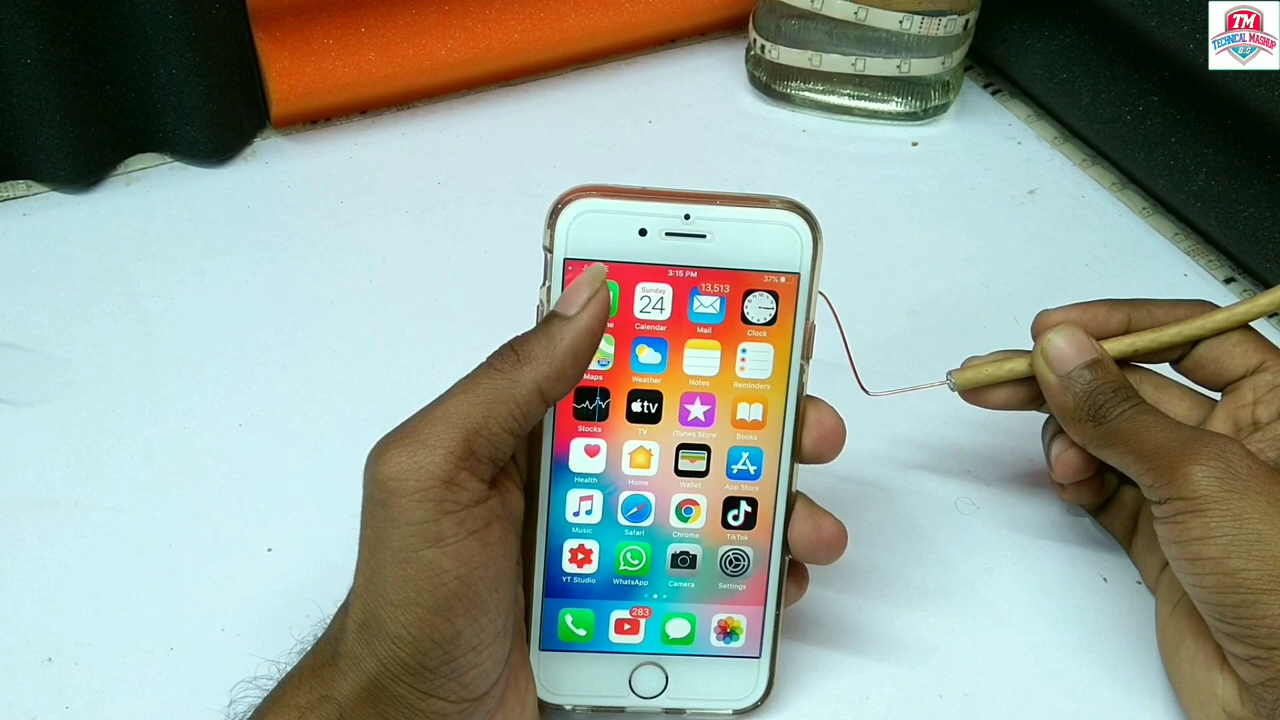 TM
TECHNICAL MASHUP
B.S
3:15 PM
37%
Sunday
24
13,513
Calendar
Mail
Clock
Maps
Weather
Notes
Reminders
tv
Stocks
TV
iTunes Store
Books
Health
Home
Wallet
App Store
Music
Safari
Chrome
TikTok
YT Studio
WhatsApp
Camera
Settings
283